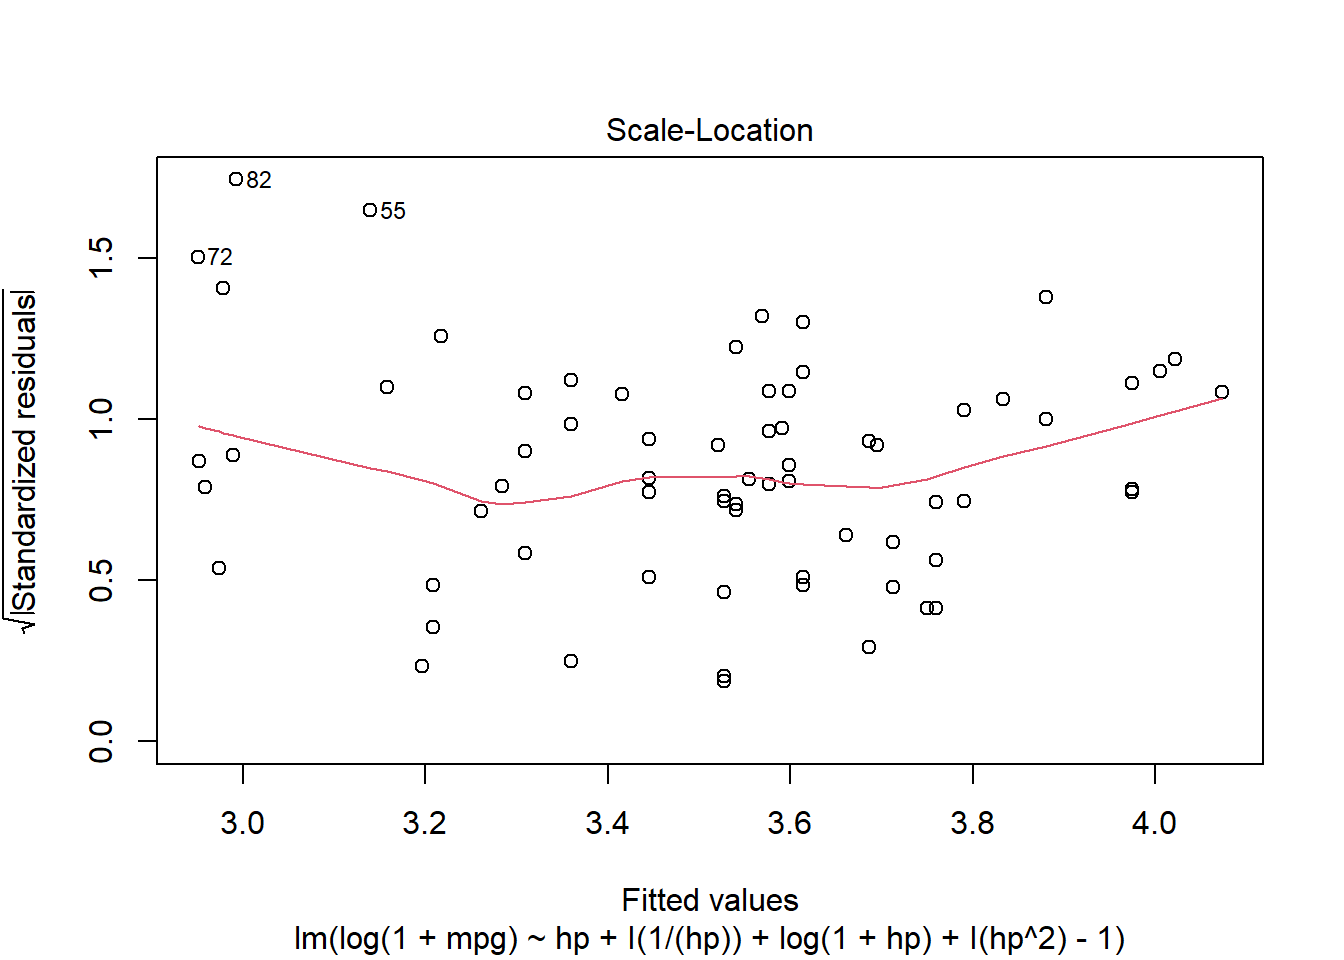 Scale-Location
82
55
72
√|Standardized residuals|
0.0 0.5 1.0 1.5
3.0 3.2 3.4 3.6 3.8 4.0
Fitted values
lm(log(1 + mpg) ~ hp + I(1/(hp)) + log(1 + hp) + I(hp^2) - 1)